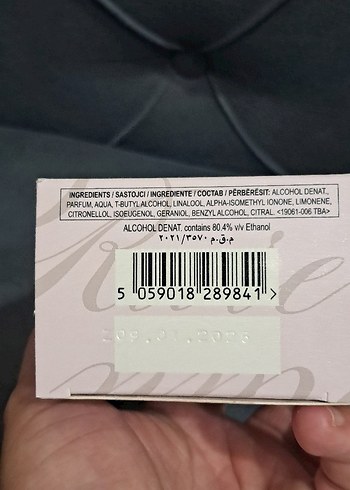 INGREDIENTS / SASTOJCI / INGREDIENTE / СОСТАВ / PËRBËRËSIT: ALCOHOL DENAT.,
PARFUM, AQUA, T-BUTYL ALCOHOL, LINALOOL, ALPHA-ISOMETHYL IONONE, LIMONENE,
CITRONELLOL, ISOEUGENOL, GERANIOL, BENZYL ALCOHOL, CITRAL. <19061-006 TBA>
ALCOHOL DENAT. contains 80.4% v/v Ethanol
م.ق.م ٢٠٢١/٣٥٧٠
5 059018 289841 >